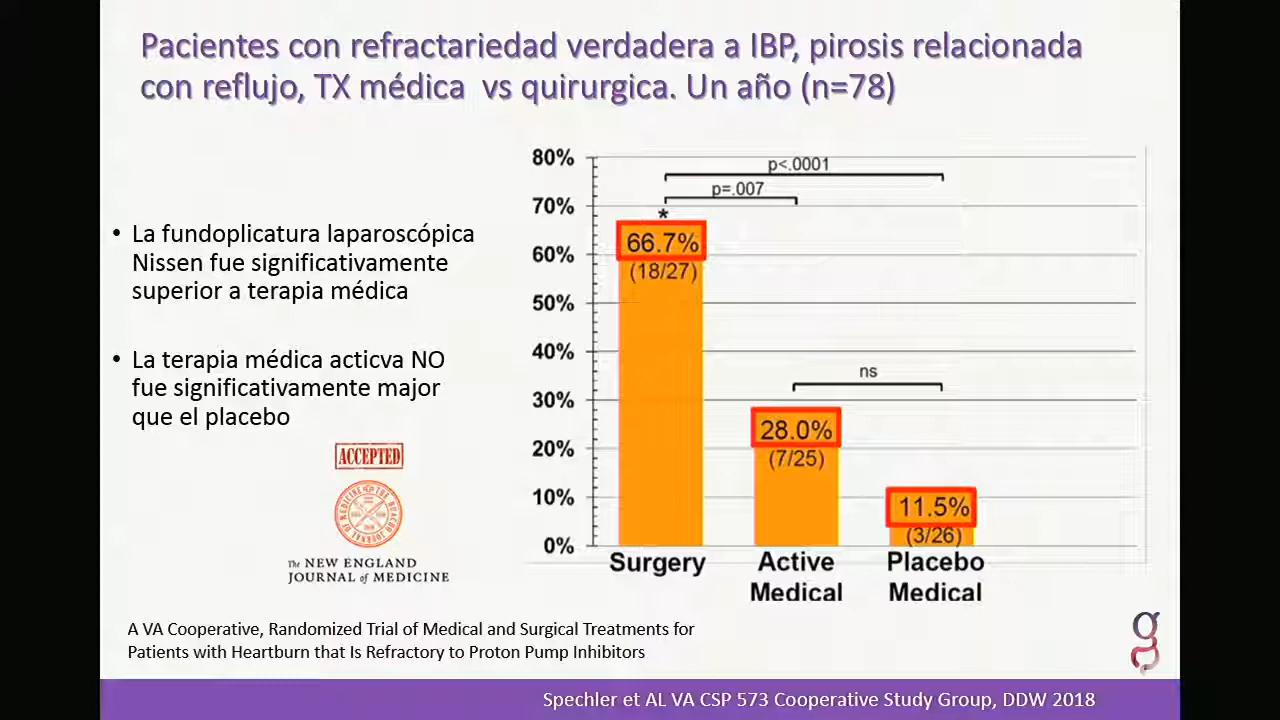 Pacientes con refractariedad verdadera a IBP, pirosis relacionada
con reflujo, TX médica vs quirurgica. Un año (n=78)
• La fundoplicatura laparoscópica
Nissen fue significativamente
superior a terapia médica
• La terapia médica acticva NO
fue significativamente major
que el placebo
ACCEPTED
The NEW ENGLAND
JOURNAL of MEDICINE
80%
70%
60%
50%
40%
30%
20%
10%
0%
p<.0001
p=.007
*
66.7%
(18/27)
ns
28.0%
(7/25)
11.5%
(3/26)
Surgery
Active
Medical
Placebo
Medical
A VA Cooperative, Randomized Trial of Medical and Surgical Treatments for
Patients with Heartburn that Is Refractory to Proton Pump Inhibitors
g
Spechler et AL VA CSP 573 Cooperative Study Group, DDW 2018